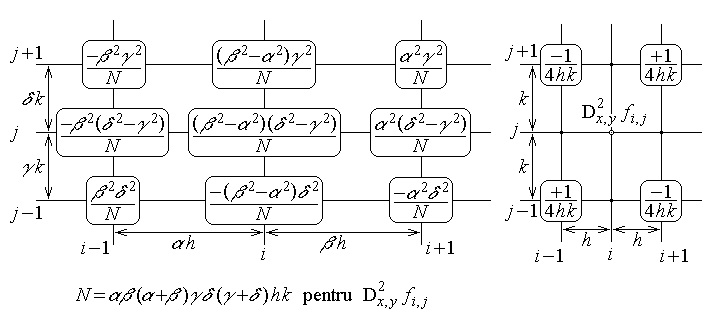 j+1 −β²γ²/N (β²−α²)γ²/N α²γ²/N j+1 −1/4hk +1/4hk
δk k
j −β²(δ²−γ²)/N (β²−α²)(δ²−γ²)/N α²(δ²−γ²)/N j D²x,y fi,j
γk k
j−1 β²δ²/N −(β²−α²)δ²/N −α²δ²/N j−1 +1/4hk −1/4hk
αh βh h h
i−1 i i+1 i−1 i i+1
N=αβ(α+β)γδ(γ+δ)hk pentru D²x,y fi,j